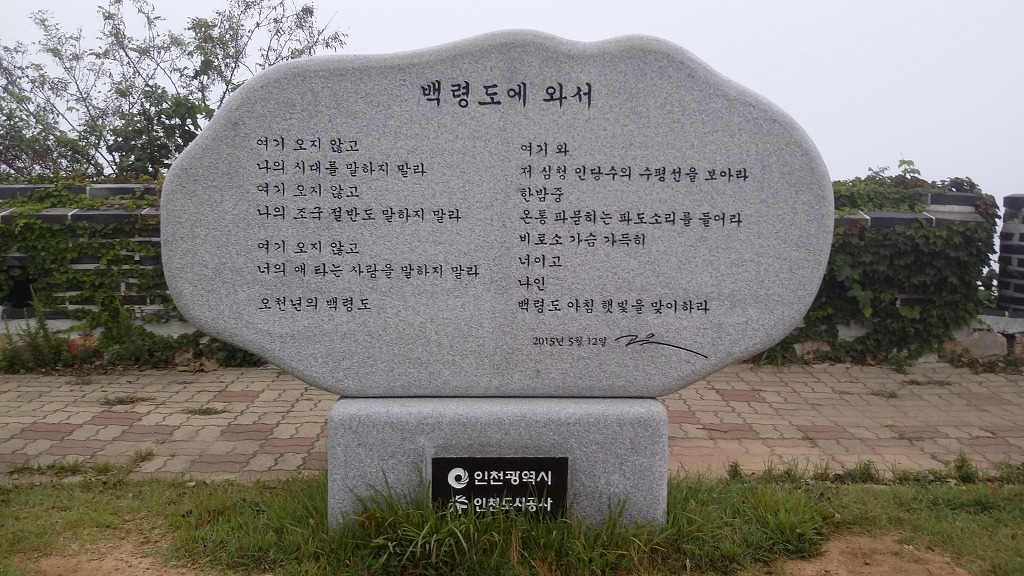 백령도에 와서
여기 오지 않고
나의 시대를 말하지 말라
여기 오지 않고
나의 조국 절반도 말하지 말라
여기 오지 않고
너의 애 타는 사랑을 말하지 말라
오천년의 백령도
여기 와
저 심청 인당수의 수평선을 보아라
한밤중
온통 파묻히는 파도소리를 들어라
비로소 가슴 가득히
너이고
나인
백령도 아침 햇빛을 맞이하라
2015년 5월 12일 고은
인천광역시
인천도시공사